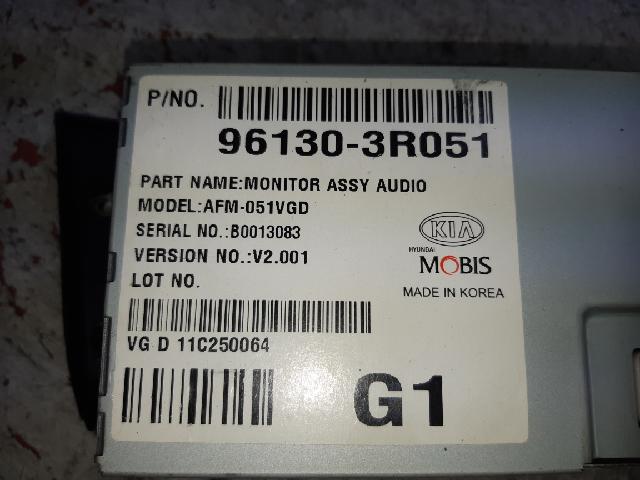 P/NO.
96130-3R051
PART NAME:MONITOR ASSY AUDIO
MODEL:AFM-051VGD
SERIAL NO.:B0013083
VERSION NO.:V2.001
LOT NO.
KIA
HYUNDAI
MOBIS
MADE IN KOREA
VG D 11C250064
G1